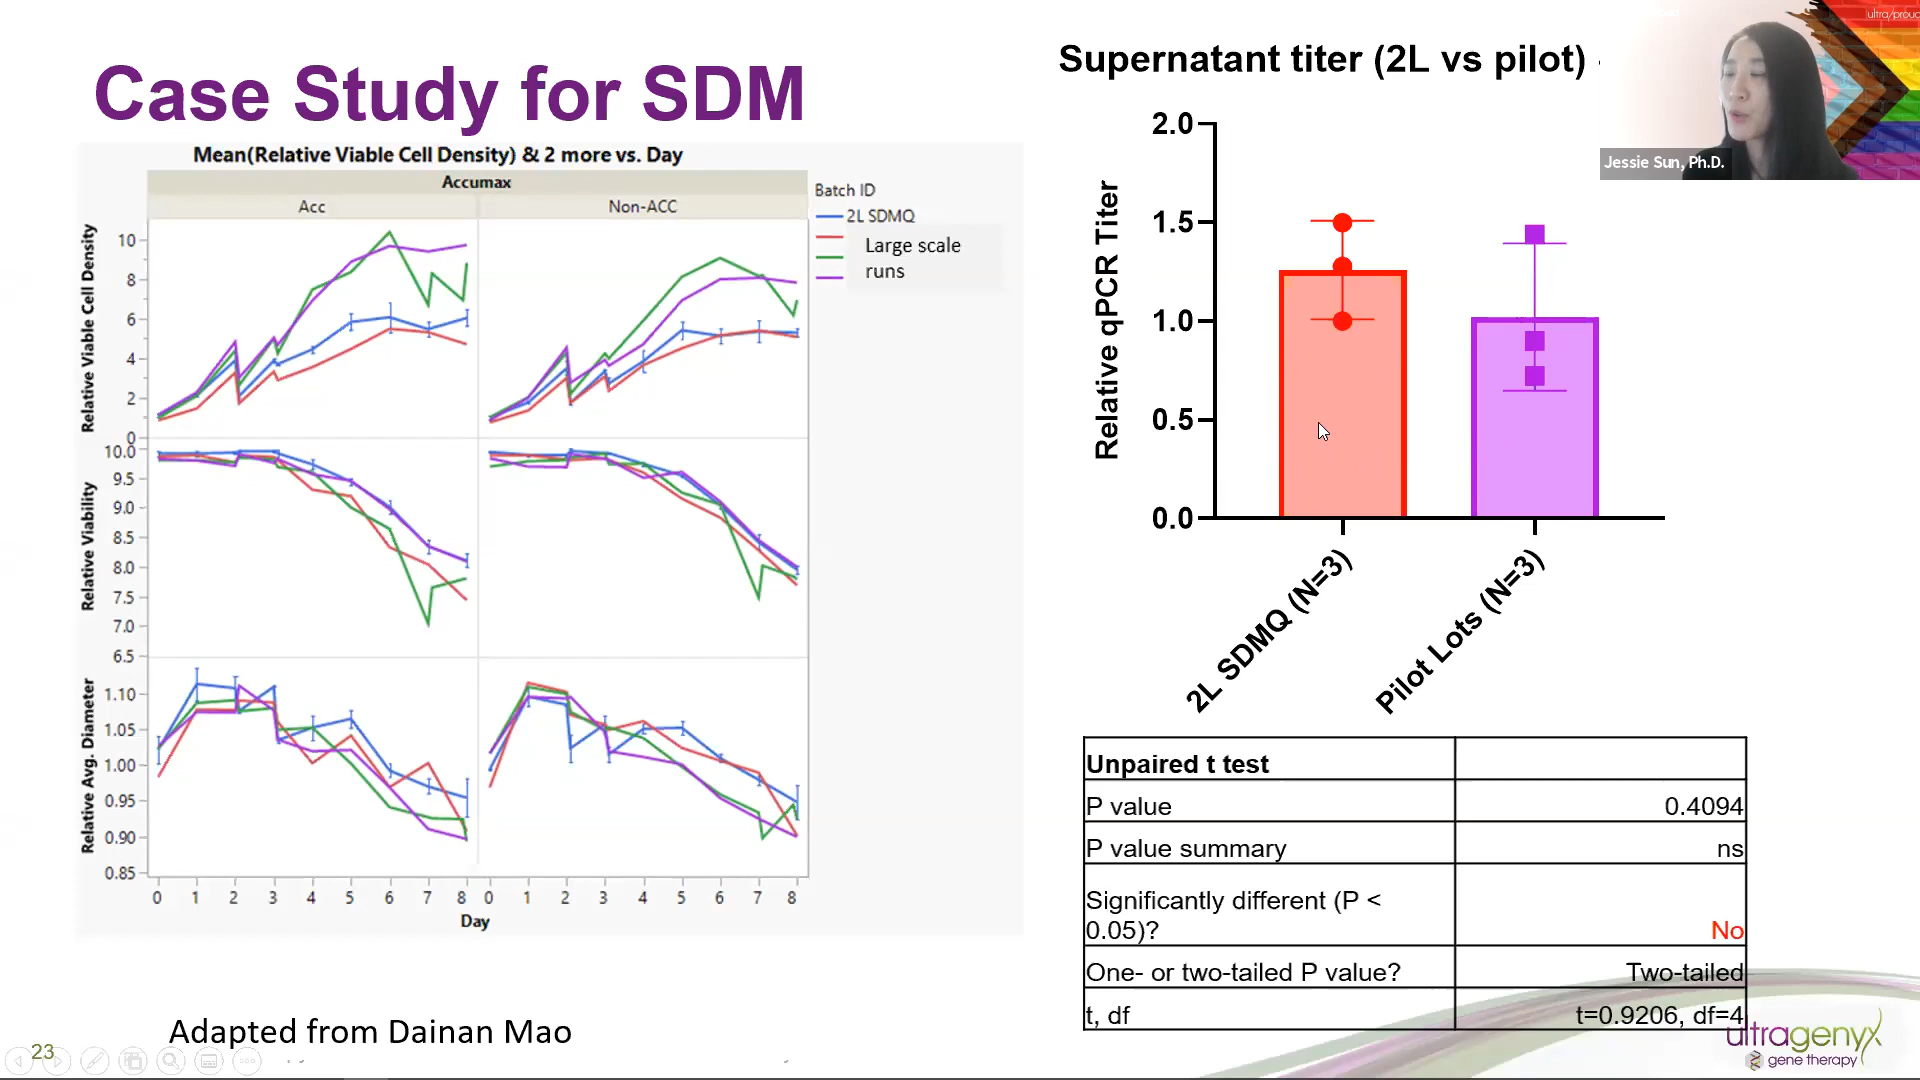 Case Study for SDM
Mean(Relative Viable Cell Density) & 2 more vs. Day
Accumax
Acc
Non-ACC
Batch ID
2L SDMQ
Large scale
runs
Relative Viable Cell Density
10
8
6
4
2
0
Relative Viability
10.0
9.5
9.0
8.5
8.0
7.5
7.0
6.5
Relative Avg. Diameter
1.10
1.05
1.00
0.95
0.90
0.85
0 1 2 3 4 5 6 7 8 0 1 2 3 4 5 6 7 8
Day
Adapted from Dainan Mao
23
Supernatant titer (2L vs pilot)
Relative qPCR Titer
2.0
1.5
1.0
0.5
0.0
2L SDMQ (N=3)
Pilot Lots (N=3)
Unpaired t test
P value 0.4094
P value summary ns
Significantly different (P <
0.05)? No
One- or two-tailed P value? Two-tailed
t, df t=0.9206, df=4
ultragenyx
gene therapy
Jessie Sun, Ph.D.